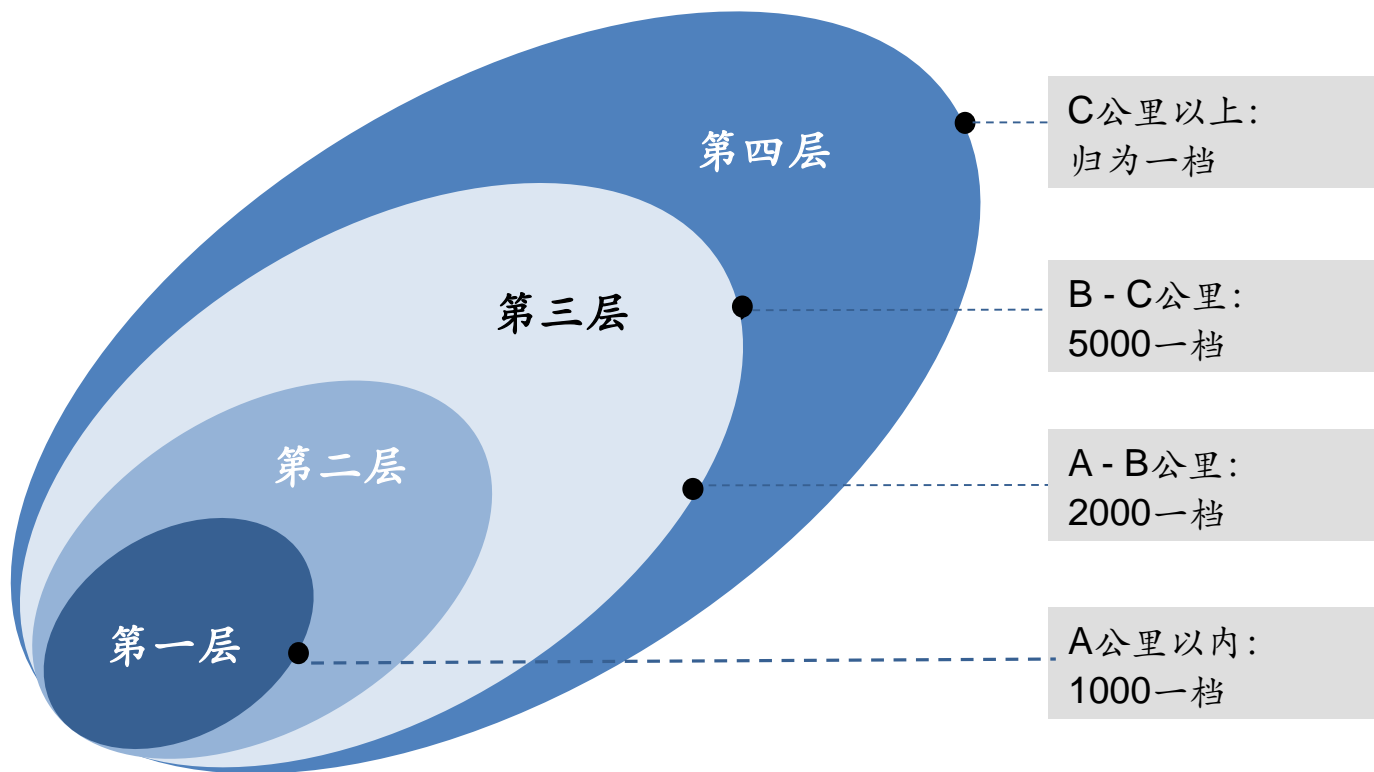 第四层
C公里以上:
归为一档
第三层
B - C公里:
5000一档
第二层
A - B公里:
2000一档
第一层
A公里以内:
1000一档